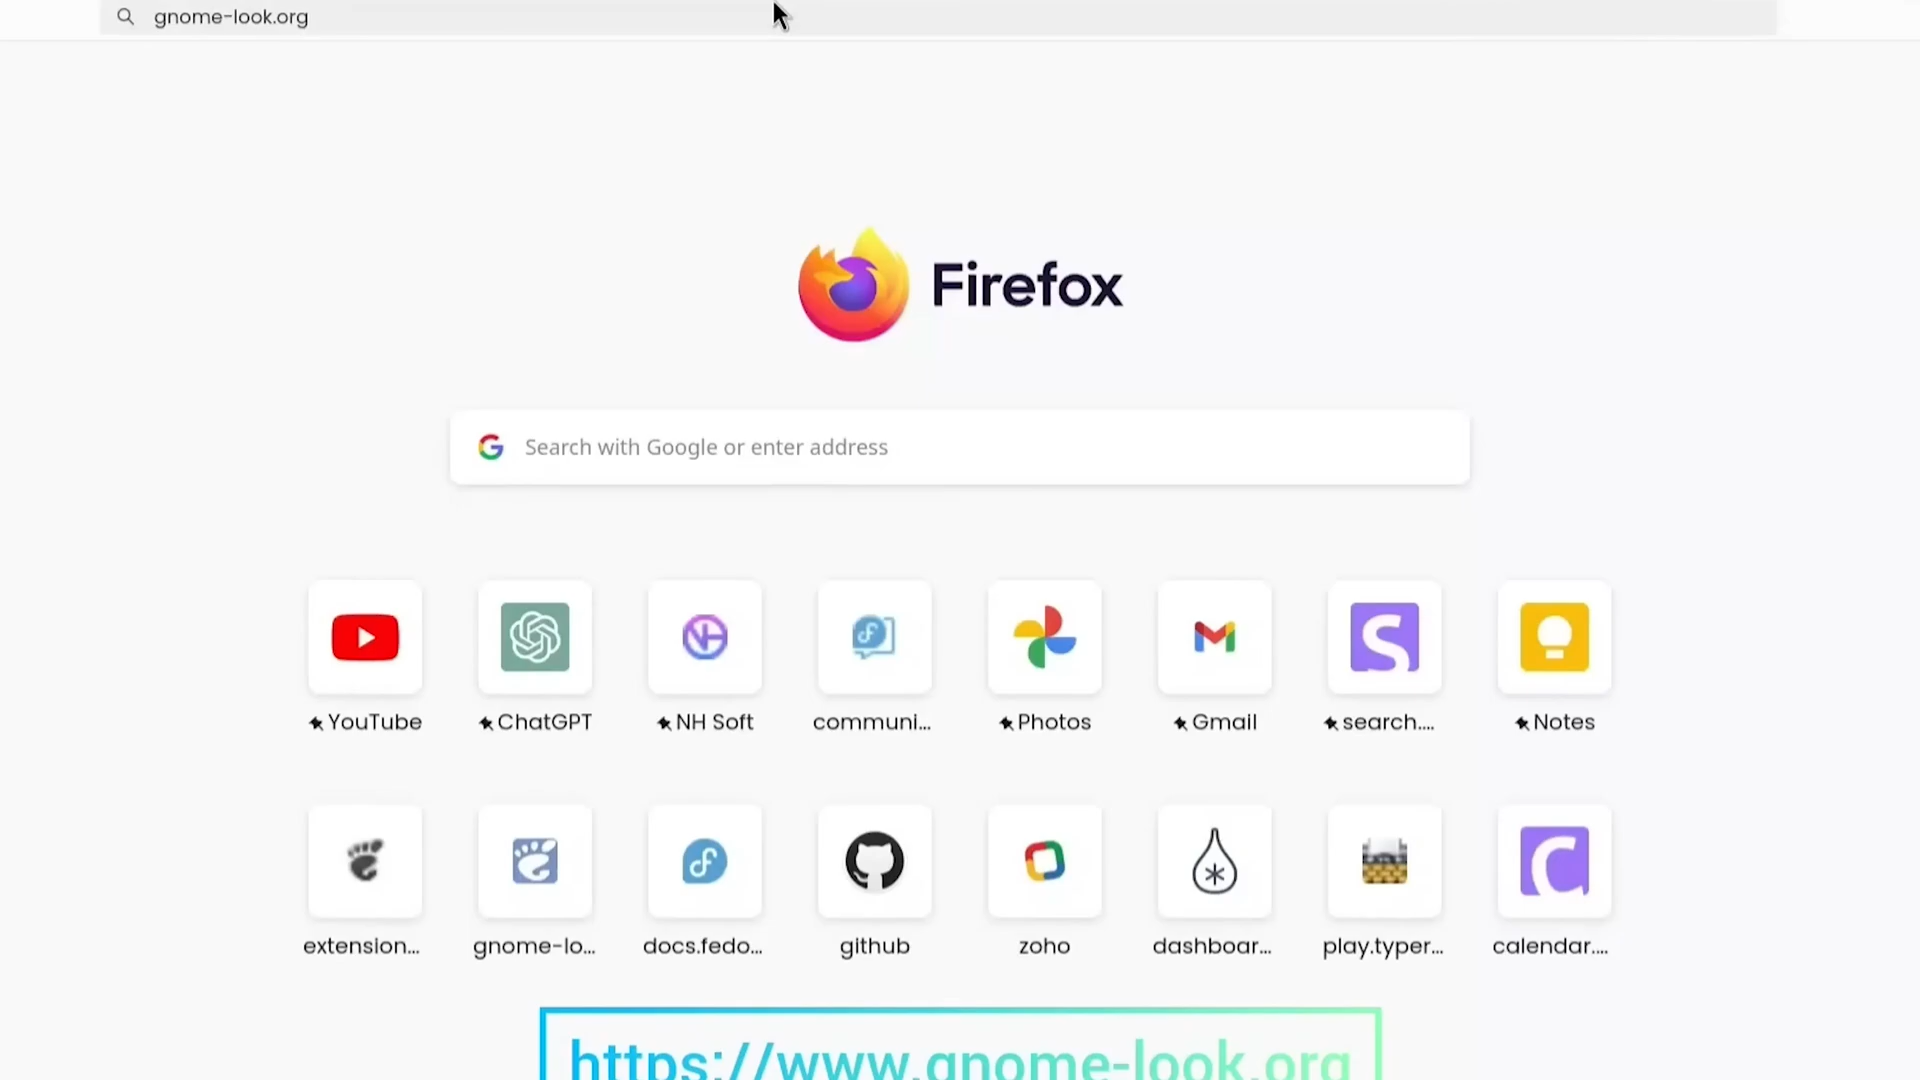 gnome-look.org
Firefox
Search with Google or enter address
YouTube ChatGPT NH Soft communi... Photos Gmail search.... Notes
extension... gnome-lo... docs.fedo... github zoho dashboar... play.typer... calendar....
https://www.gnome-look.org